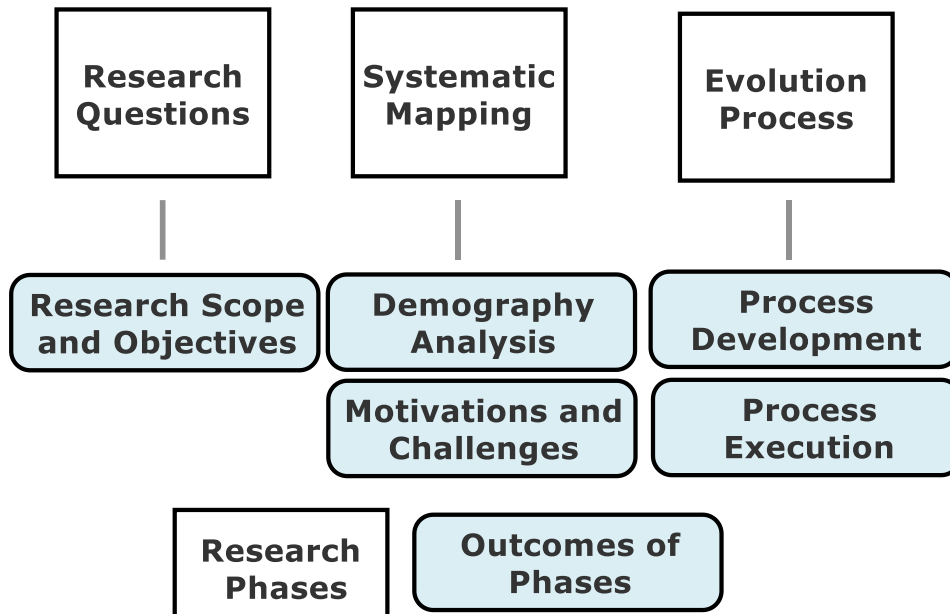 Research
Questions
Systematic
Mapping
Evolution
Process
Research Scope
and Objectives
Demography
Analysis
Process
Development
Motivations and
Challenges
Process
Execution
Research
Phases
Outcomes of
Phases